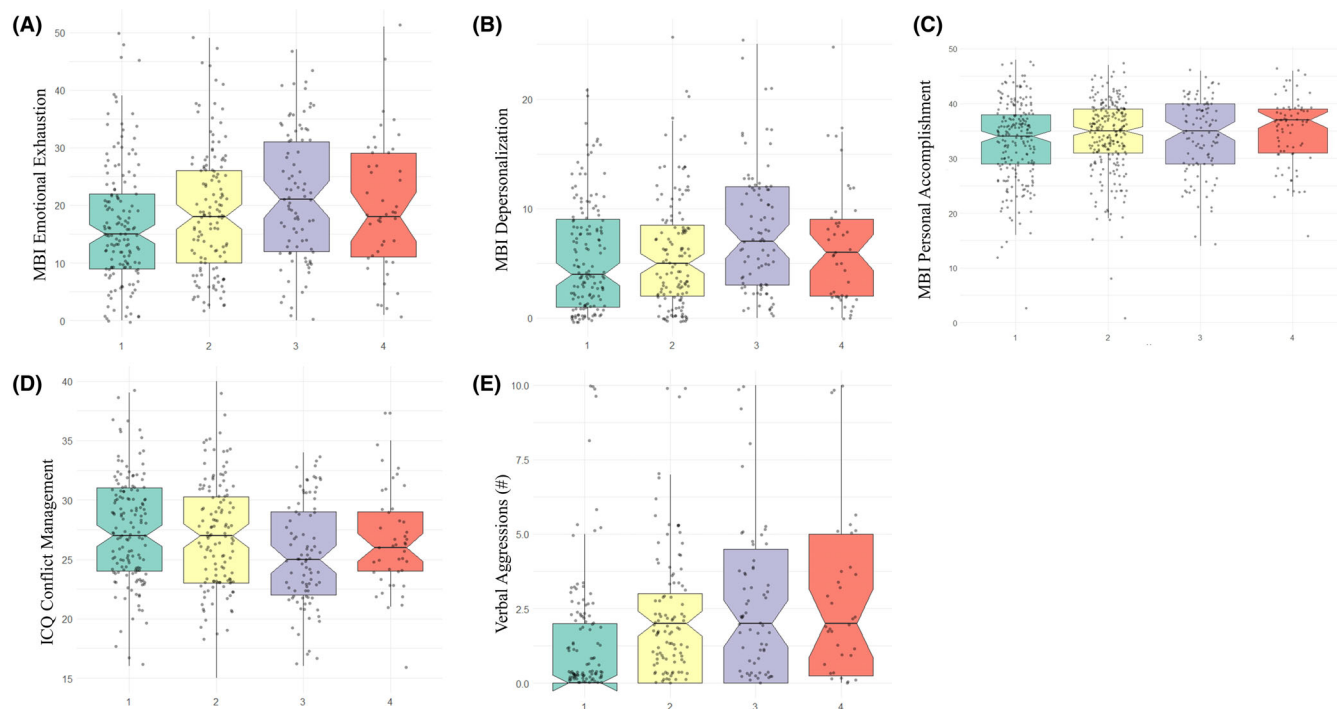 (A)
MBI Emotional Exhaustion
50
40
30
20
10
0
1 2 3 4
(B)
MBI Depersonalization
20
10
0
1 2 3 4
(C)
MBI Personal Accomplishment
50
40
30
20
10
0
1 2 3 4
(D)
ICQ Conflict Management
40
35
30
25
20
15
1 2 3 4
(E)
Verbal Aggressions (#)
10.0
7.5
5.0
2.5
0.0
1 2 3 4